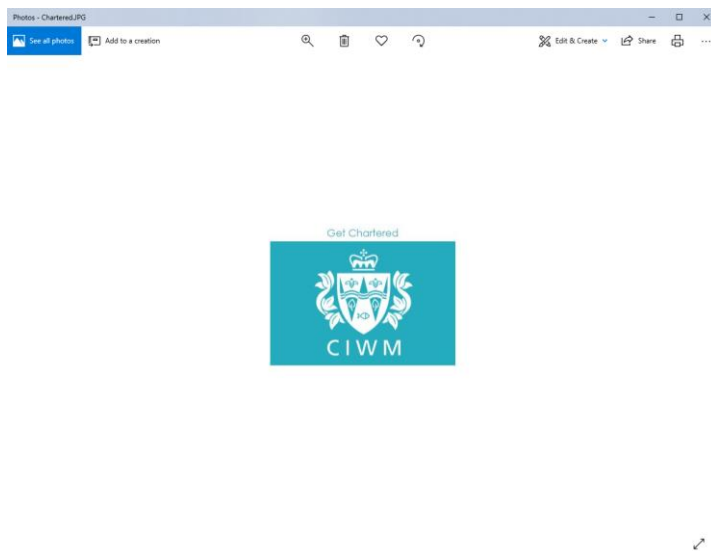 Photos - Chartered.JPG
See all photos
Add to a creation
Edit & Create
Share
Get Chartered
CIWM